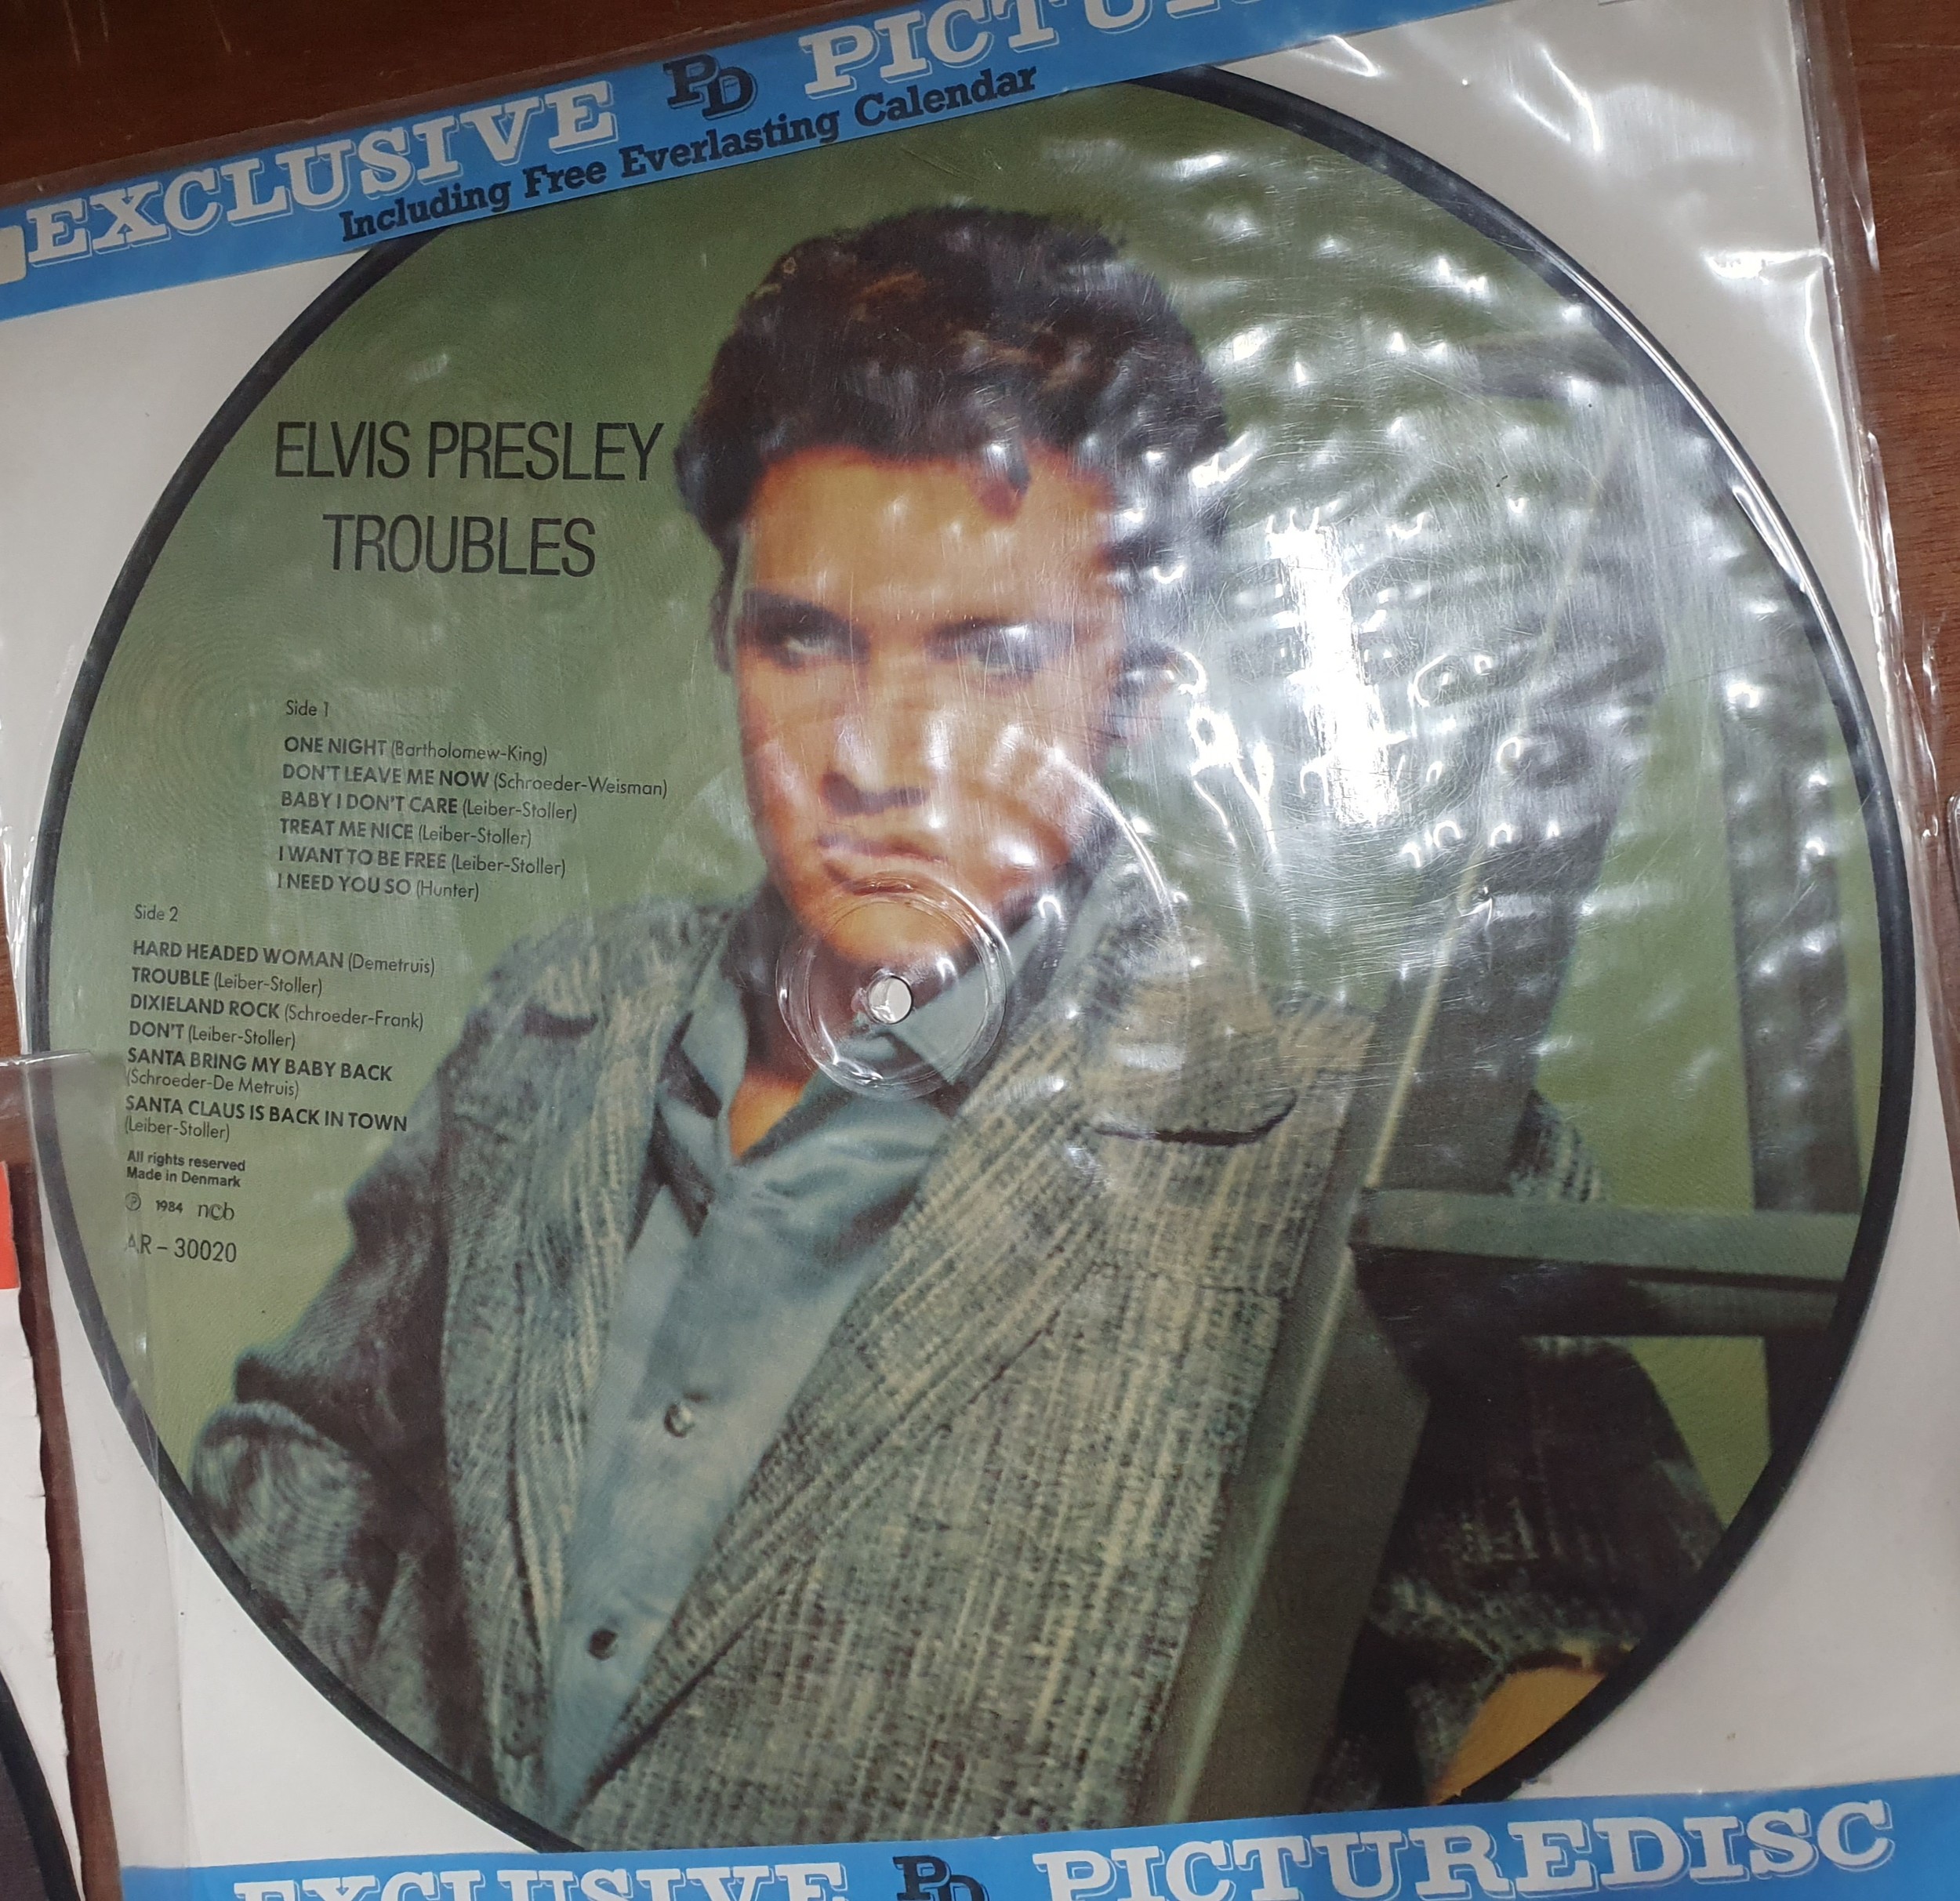 EXCLUSIVE PD
Including Free Everlasting Calendar
ELVIS PRESLEY
TROUBLES
Side 1
ONE NIGHT (Bartholomew-King)
DON'T LEAVE ME NOW (Schroeder-Weisman)
BABY I DON'T CARE (Leiber-Stoller)
TREAT ME NICE (Leiber-Stoller)
I WANT TO BE FREE (Leiber-Stoller)
I NEED YOU SO (Hunter)
Side 2
HARD HEADED WOMAN (Demetruis)
TROUBLE (Leiber-Stoller)
DIXIELAND ROCK (Schroeder-Frank)
DON'T (Leiber-Stoller)
SANTA BRING MY BABY BACK
(Schroeder-De Metruis)
SANTA CLAUS IS BACK IN TOWN
(Leiber-Stoller)
All rights reserved
Made in Denmark
℗ 1984 ncb
AR - 30020
EXCLUSIVE PD PICTUREDISC